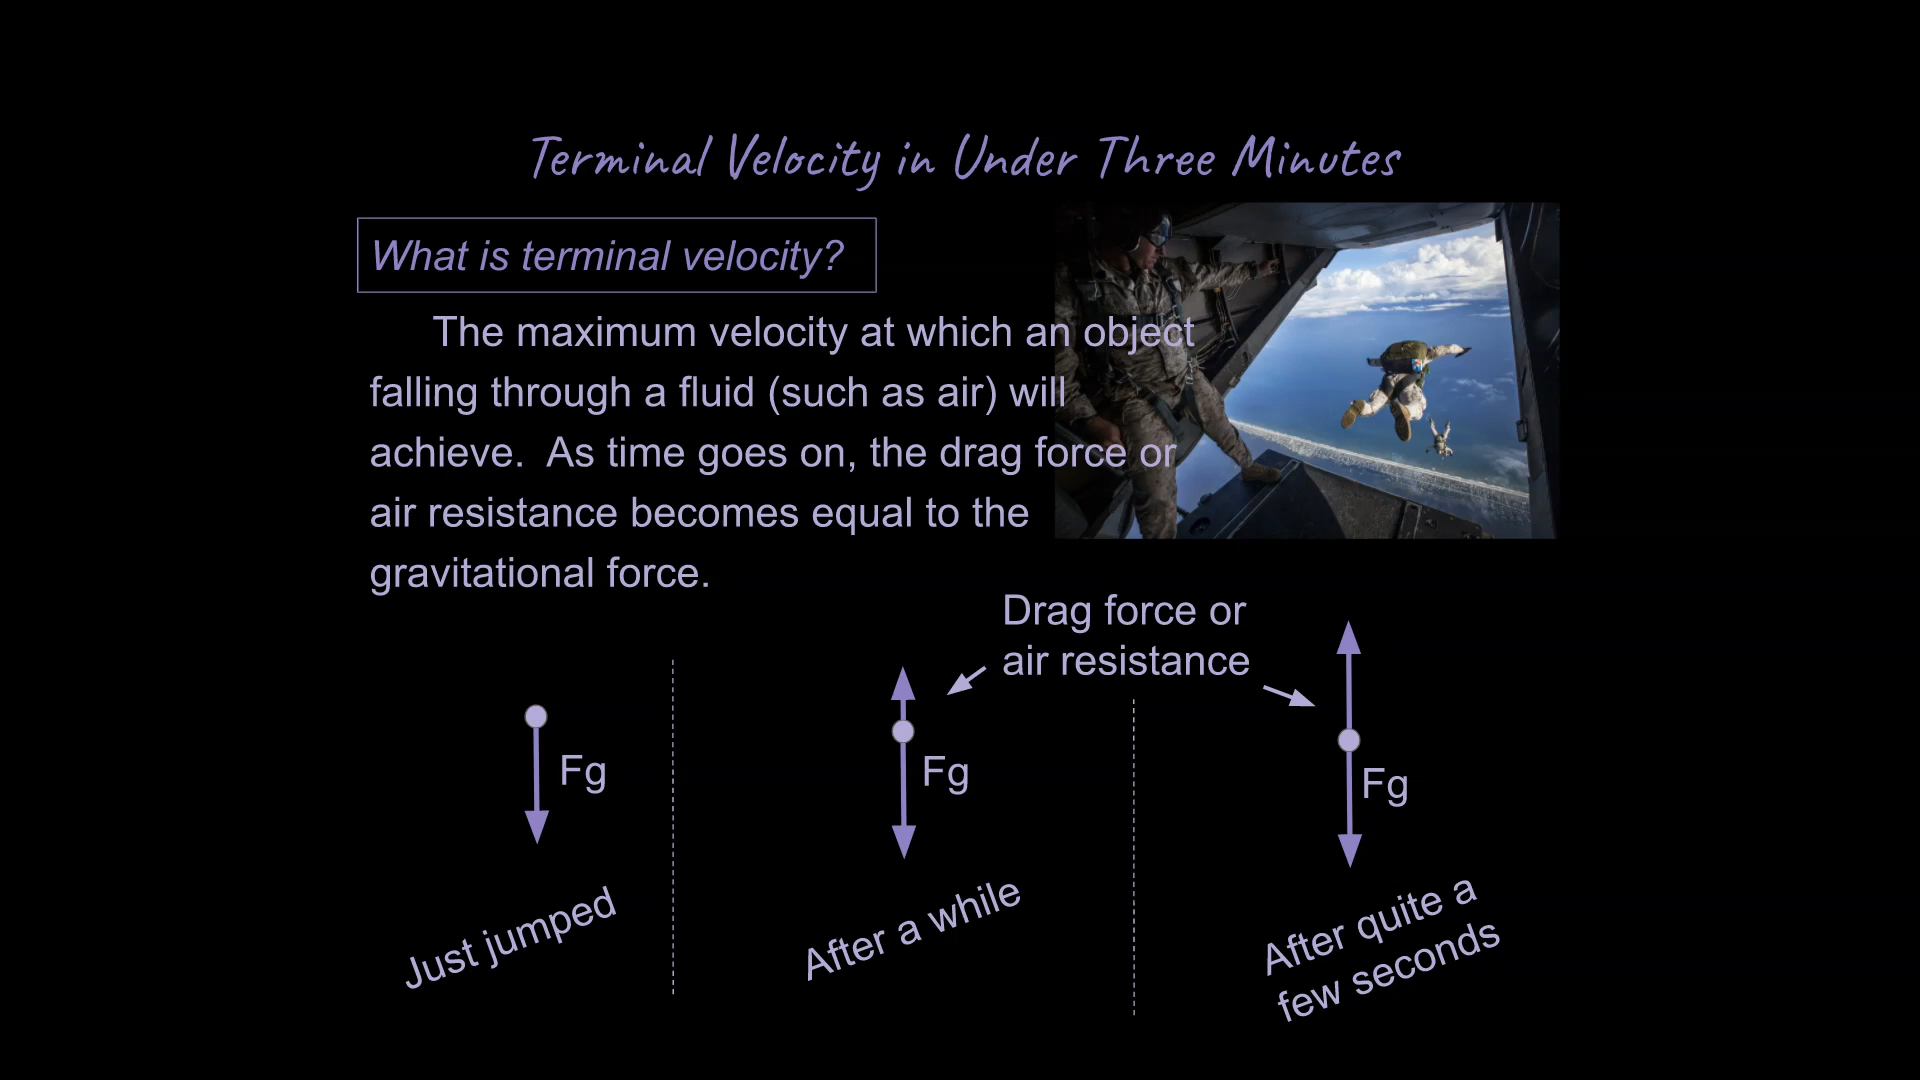 Terminal Velocity in Under Three Minutes
What is terminal velocity?
The maximum velocity at which an object
falling through a fluid (such as air) will
achieve.  As time goes on, the drag force or
air resistance becomes equal to the
gravitational force.
Drag force or
air resistance
Fg
Fg
Fg
Just jumped
After a while
After quite a
few seconds